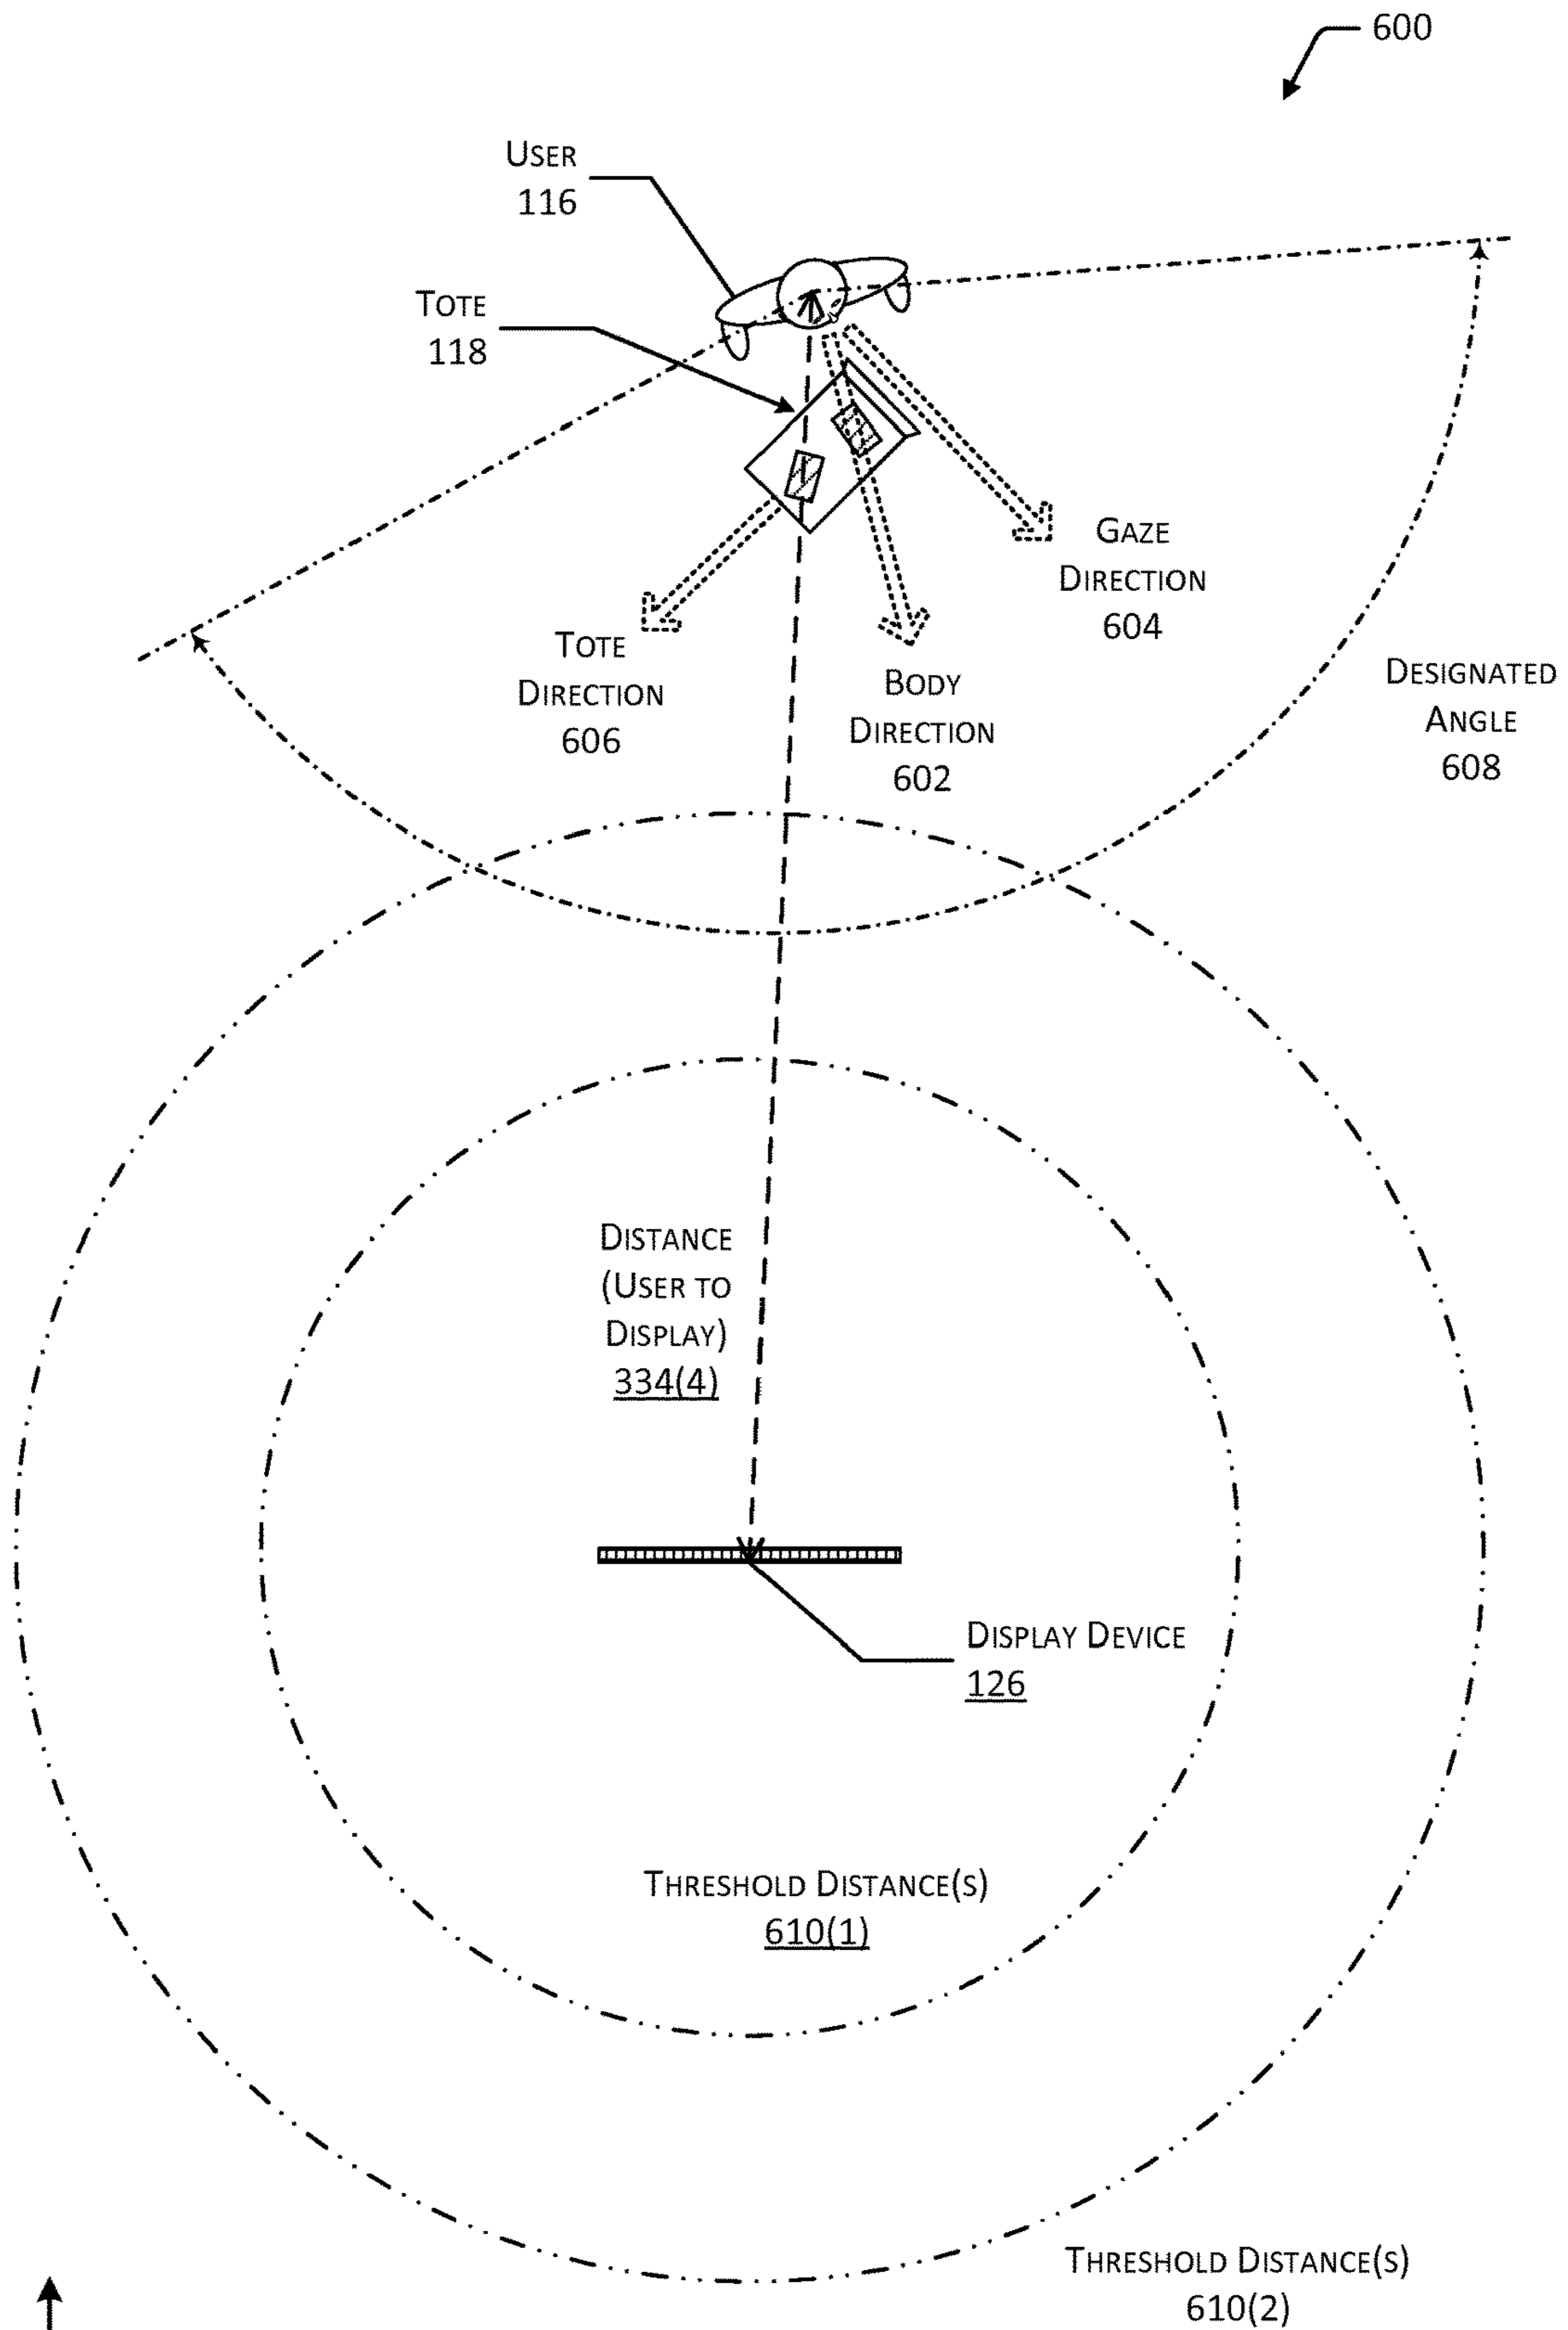 600
USER
116
TOTE
118
GAZE
DIRECTION
604
TOTE
DIRECTION
606
BODY
DIRECTION
602
DESIGNATED
ANGLE
608
DISTANCE
(USER TO
DISPLAY)
334(4)
DISPLAY DEVICE
126
THRESHOLD DISTANCE(S)
610(1)
THRESHOLD DISTANCE(S)
610(2)